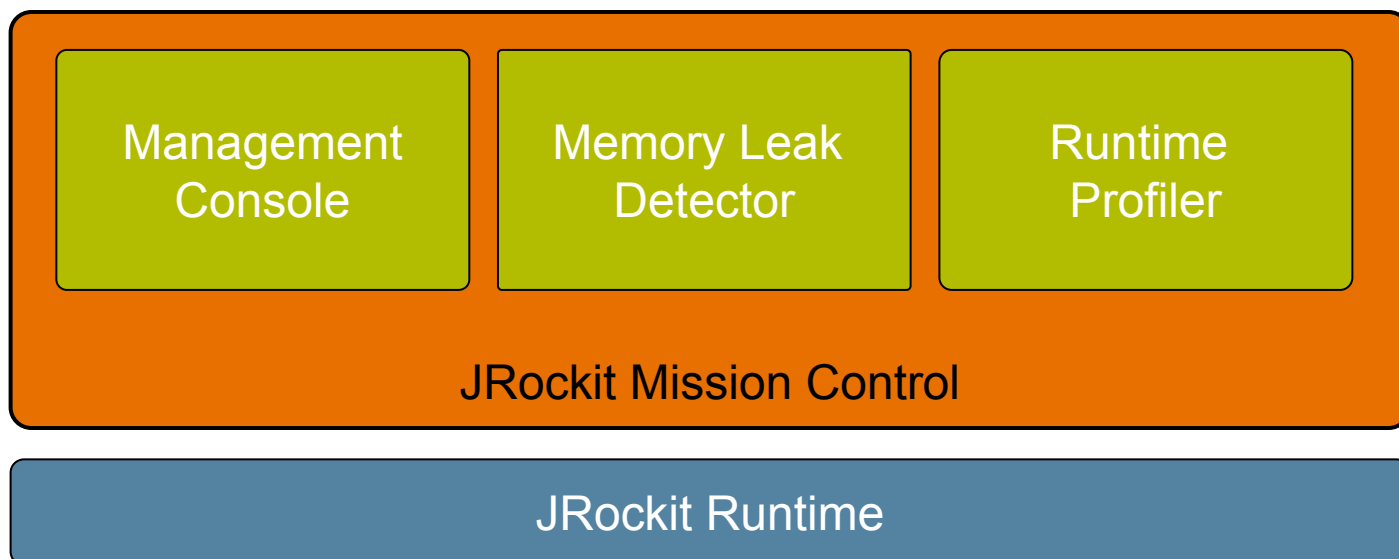 Management
Console
Memory Leak
Detector
Runtime
Profiler
JRockit Mission Control
JRockit Runtime